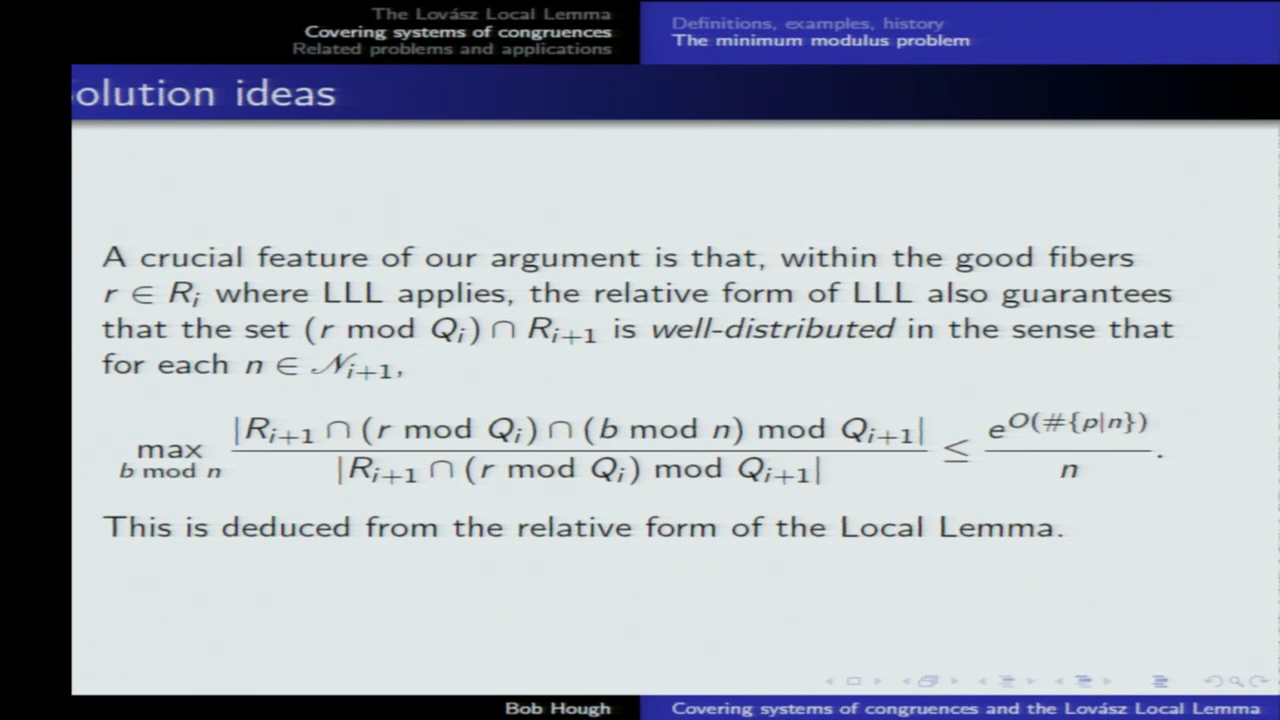 The Lovász Local Lemma
Covering systems of congruences
Related problems and applications
Definitions, examples, history
The minimum modulus problem
olution ideas
A crucial feature of our argument is that, within the good fibers
r ∈ R_i where LLL applies, the relative form of LLL also guarantees
that the set (r mod Q_i) ∩ R_{i+1} is well-distributed in the sense that
for each n ∈ 𝒩_{i+1},
max_{b mod n} |R_{i+1} ∩ (r mod Q_i) ∩ (b mod n) mod Q_{i+1}| / |R_{i+1} ∩ (r mod Q_i) mod Q_{i+1}| ≤ e^{O(#{p|n})} / n.
This is deduced from the relative form of the Local Lemma.
Bob Hough
Covering systems of congruences and the Lovász Local Lemma